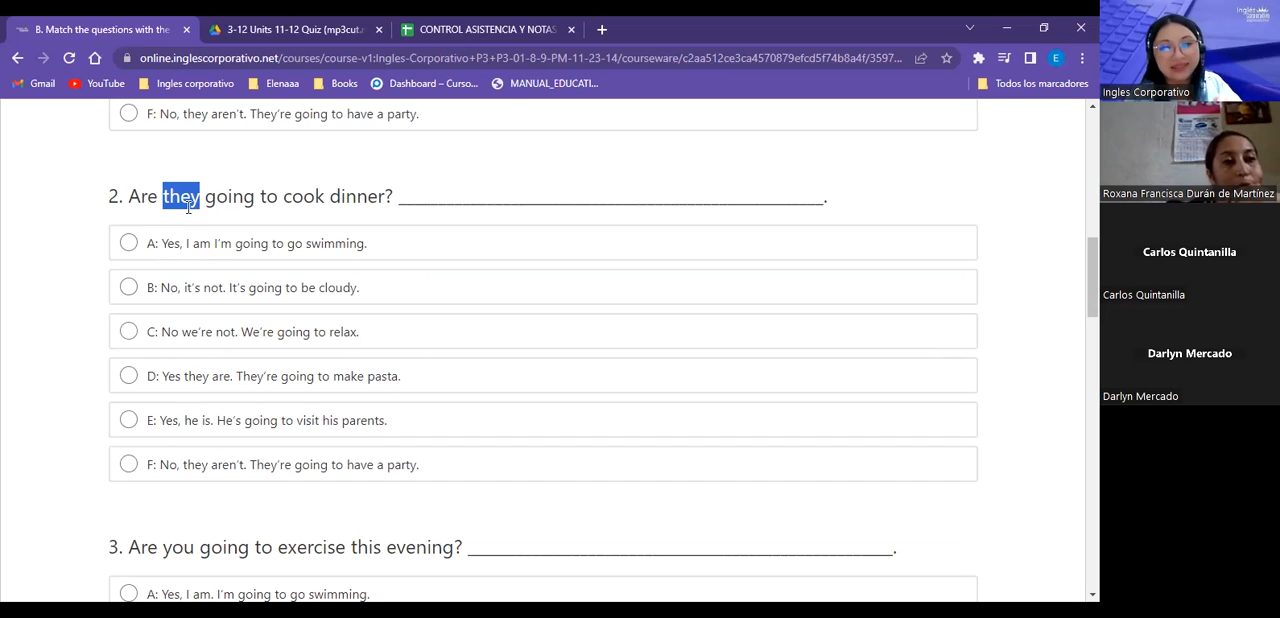 B. Match the questions with the
3-12 Units 11-12 Quiz (mp3cut.
CONTROL ASISTENCIA Y NOTAS
online.inglescorporativo.net/courses/course-v1:Ingles-Corporativo+P3+P3-01-8-9-PM-11-23-14/courseware/c2aa512ce3ca4570879efcd5f74b8a4f/3597...
E
Gmail
YouTube
Ingles corporativo
Elenaaa
Books
Dashboard – Curso...
MANUAL_EDUCATI...
Todos los marcadores
F: No, they aren't. They're going to have a party.
2. Are they going to cook dinner? ______________________________.
A: Yes, I am I'm going to go swimming.
B: No, it's not. It's going to be cloudy.
C: No we're not. We're going to relax.
D: Yes they are. They're going to make pasta.
E: Yes, he is. He's going to visit his parents.
F: No, they aren't. They're going to have a party.
3. Are you going to exercise this evening? ______________________________.
A: Yes, I am. I'm going to go swimming.
Ingles Corporativo
Roxana Francisca Durán de Martínez
Carlos Quintanilla
Carlos Quintanilla
Darlyn Mercado
Darlyn Mercado